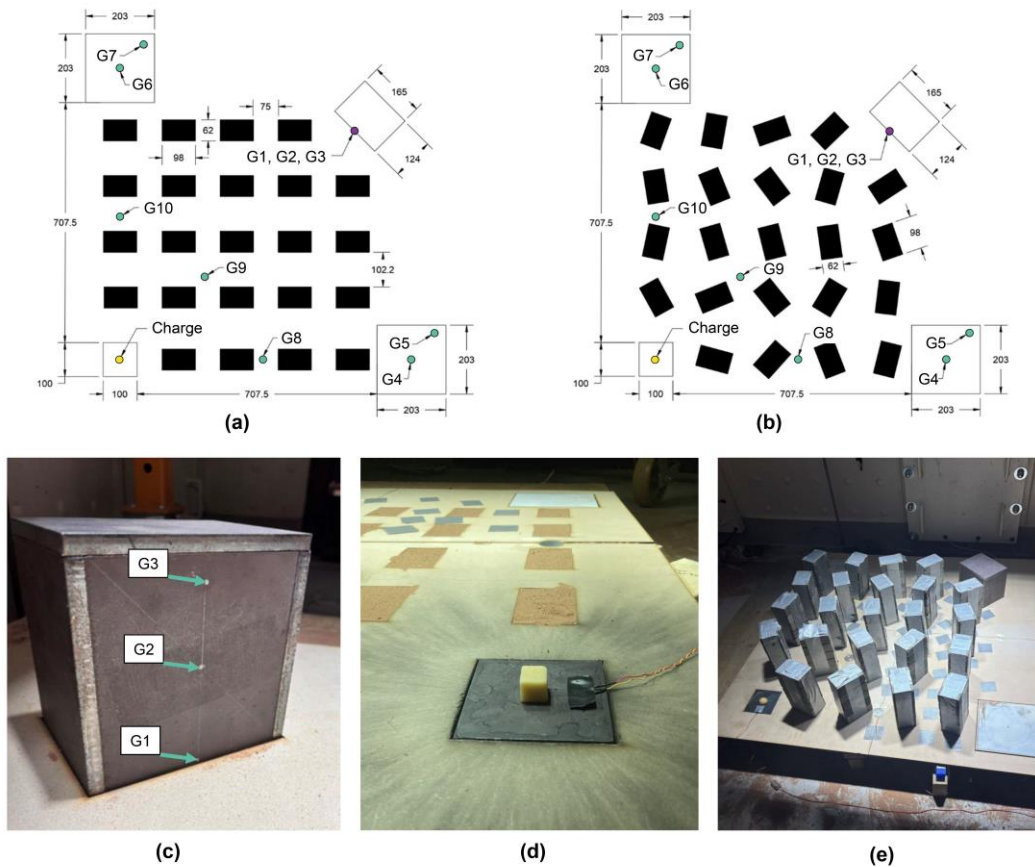 203
203
G7
G6
75
62
98
165
124
G1, G2, G3
G10
707.5
G9
102.2
Charge
G8
G5
G4
203
100
100
707.5
203
(a)
203
203
G7
G6
165
124
G1, G2, G3
G10
98
707.5
62
G9
Charge
G8
G5
G4
203
100
100
707.5
203
(b)
G3
G2
G1
(c)
(d)
(e)